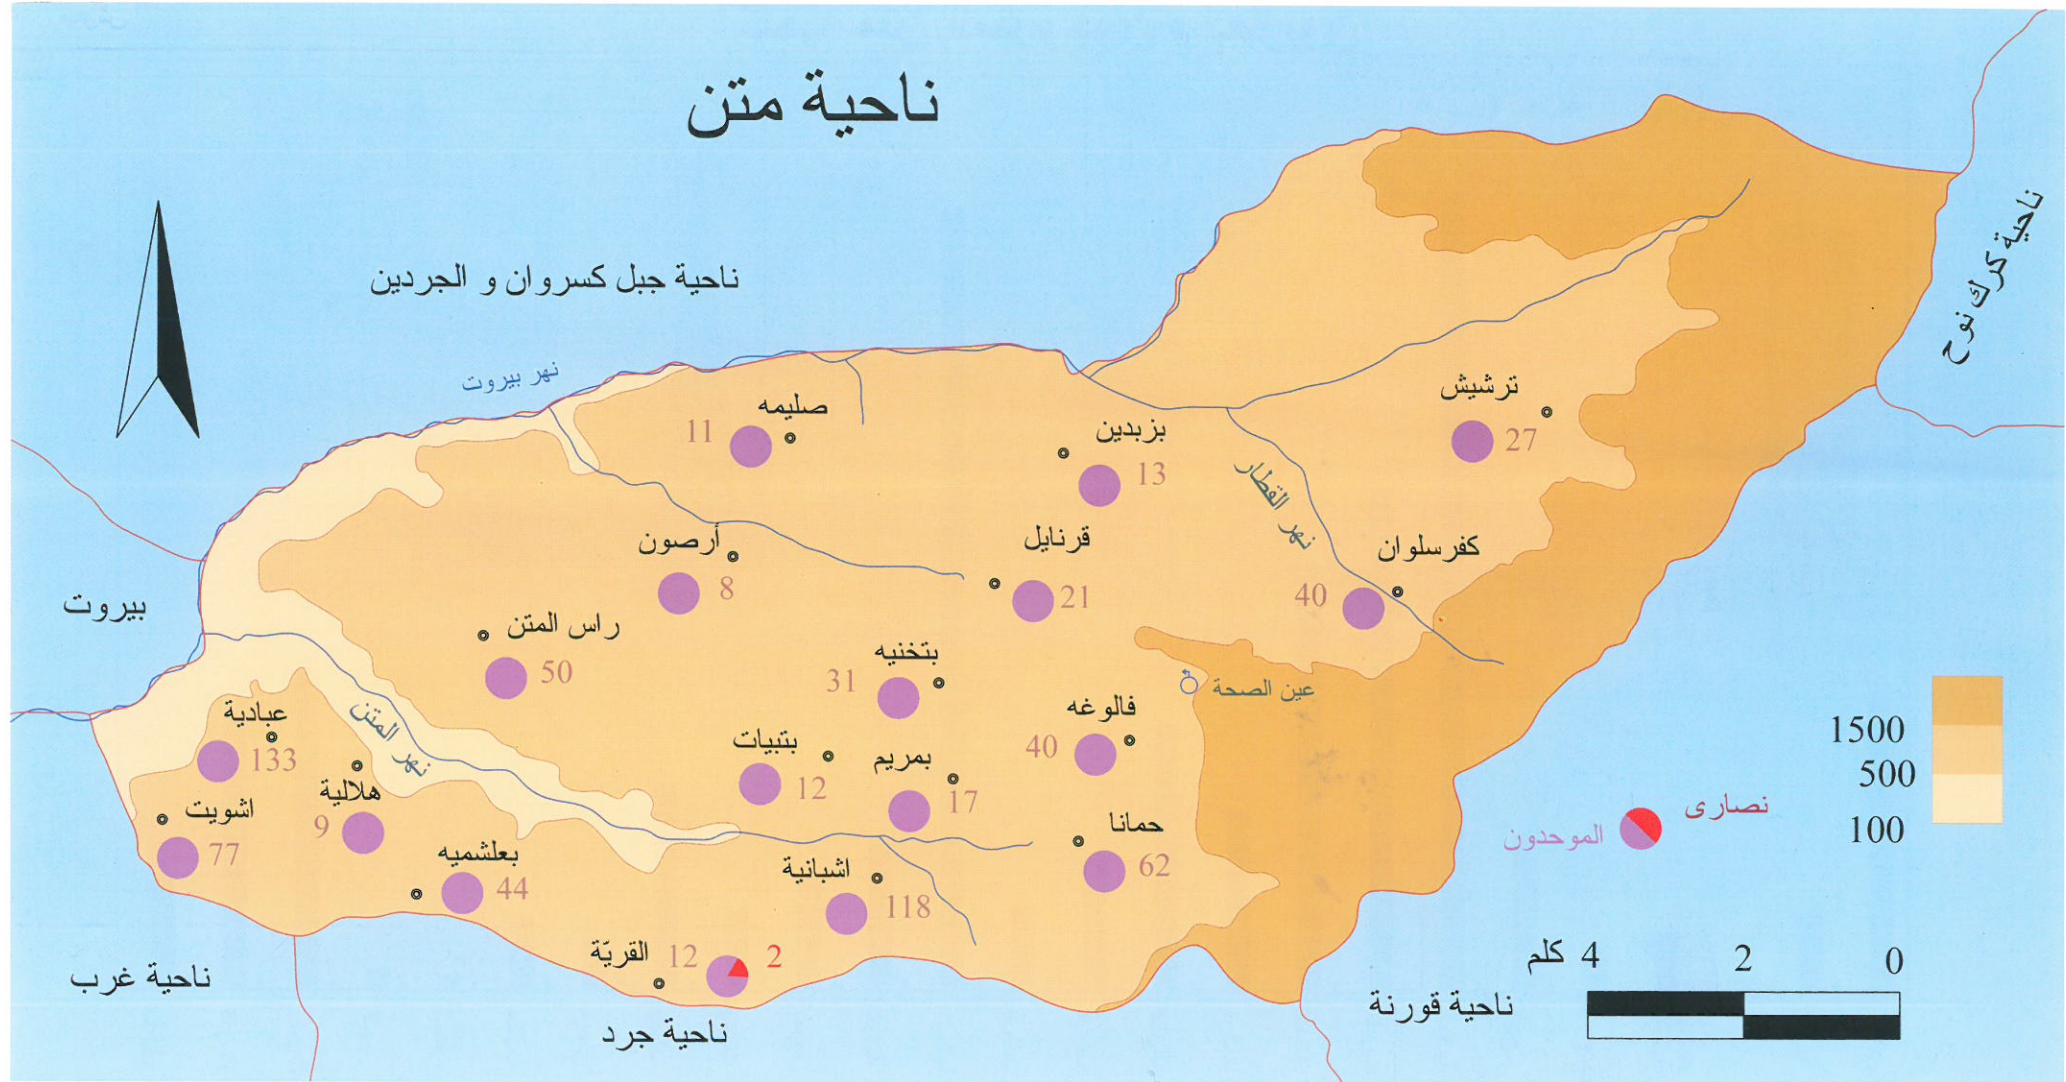 ناحية متن
ناحية كرك نوح
ناحية جبل كسروان و الجردين
نهر بيروت
ترشيش
27
صليمه
11
بزبدين
13
نهر القطار
أرصون
8
قرنايل
21
كفرسلوان
40
بيروت
راس المتن
50
بتخنيه
31
عين الصحة
فالوغه
40
عبادية
133
نهر المتن
بتبيات
12
بمريم
17
هلالية
9
اشويت
77
حمانا
62
بعلشميه
44
اشبانية
118
القريّة
12
2
1500
500
100
نصارى
الموحدون
0 2 4 كلم
ناحية غرب
ناحية جرد
ناحية قورنة